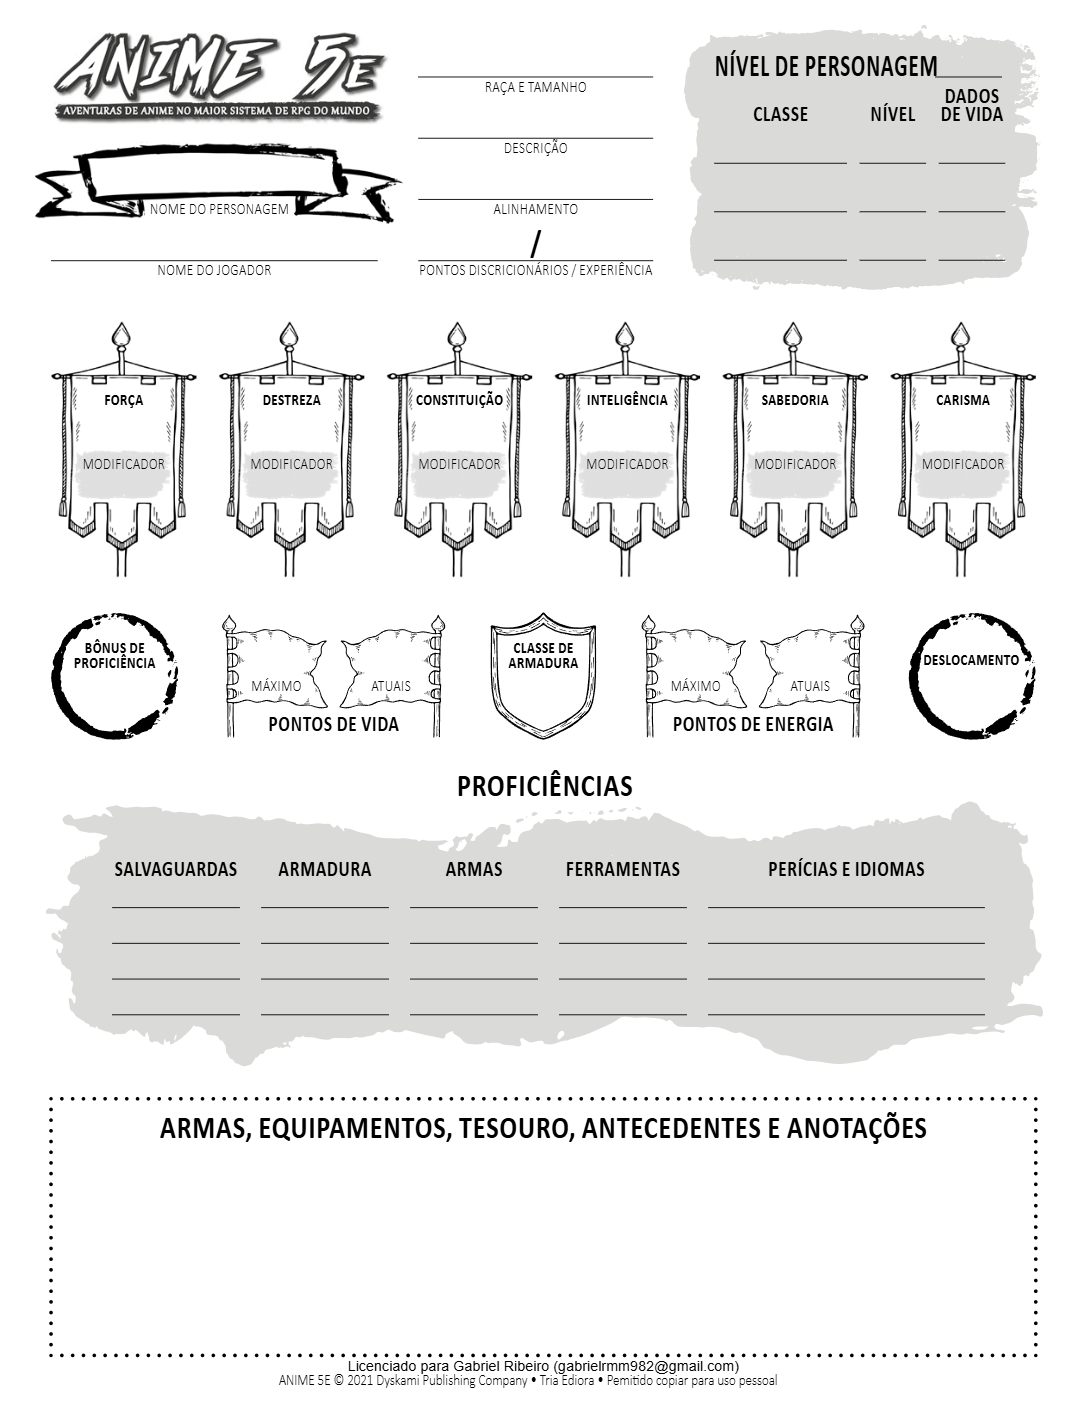 ANIME 5E
AVENTURAS DE ANIME NO MAIOR SISTEMA DE RPG DO MUNDO
NOME DO PERSONAGEM
NOME DO JOGADOR
RAÇA E TAMANHO
DESCRIÇÃO
ALINHAMENTO
/
PONTOS DISCRICIONÁRIOS / EXPERIÊNCIA
NÍVEL DE PERSONAGEM
CLASSE
NÍVEL
DADOS
DE VIDA
FORÇA
MODIFICADOR
DESTREZA
MODIFICADOR
CONSTITUIÇÃO
MODIFICADOR
INTELIGÊNCIA
MODIFICADOR
SABEDORIA
MODIFICADOR
CARISMA
MODIFICADOR
BÔNUS DE
PROFICIÊNCIA
MÁXIMO
ATUAIS
PONTOS DE VIDA
CLASSE DE
ARMADURA
MÁXIMO
ATUAIS
PONTOS DE ENERGIA
DESLOCAMENTO
PROFICIÊNCIAS
SALVAGUARDAS
ARMADURA
ARMAS
FERRAMENTAS
PERÍCIAS E IDIOMAS
ARMAS, EQUIPAMENTOS, TESOURO, ANTECEDENTES E ANOTAÇÕES
Licenciado para Gabriel Ribeiro (gabrielrmm982@gmail.com)
ANIME 5E © 2021 Dyskami Publishing Company • Tria Ediora • Pemitido copiar para uso pessoal